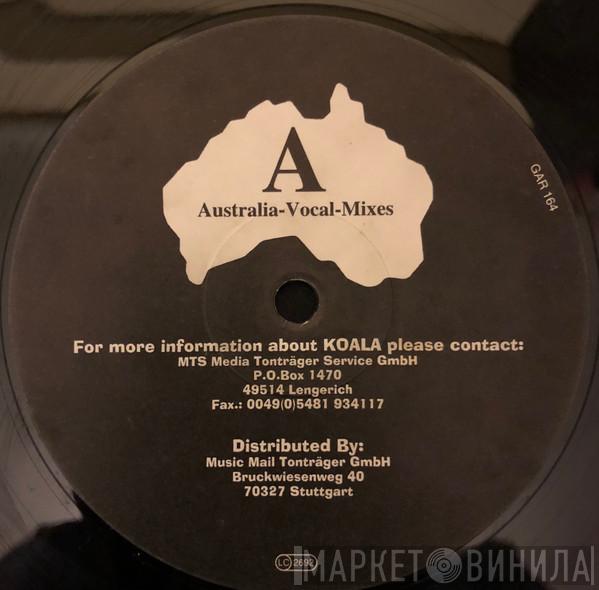 A
Australia-Vocal-Mixes
GAR 164
For more information about KOALA please contact:
MTS Media Tonträger Service GmbH
P.O.Box 1470
49514 Lengerich
Fax.: 0049(0)5481 934117
Distributed By:
Music Mail Tonträger GmbH
Bruckwiesenweg 40
70327 Stuttgart
LC 2692
МАРКЕТ ВИНИЛА